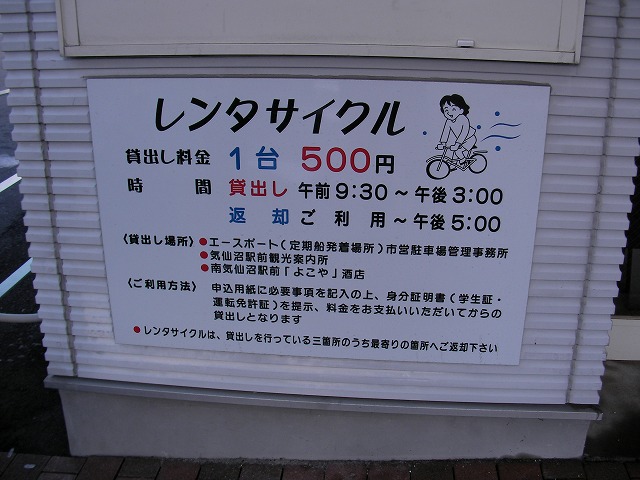 レンタサイクル
貸出し料金 1台 500円
時 間 貸出し 午前9:30～午後3:00
返却 ご利用～午後5:00
〈貸出し場所〉 ●エースポート(定期船発着場所)市営駐車場管理事務所
●気仙沼駅前観光案内所
●南気仙沼駅前「よこや」酒店
〈ご利用方法〉 申込用紙に必要事項を記入の上、身分証明書(学生証・
運転免許証)を提示、料金をお支払いいただいてからの
貸出しとなります
●レンタサイクルは、貸出しを行っている三箇所のうち最寄りの箇所へご返却下さい